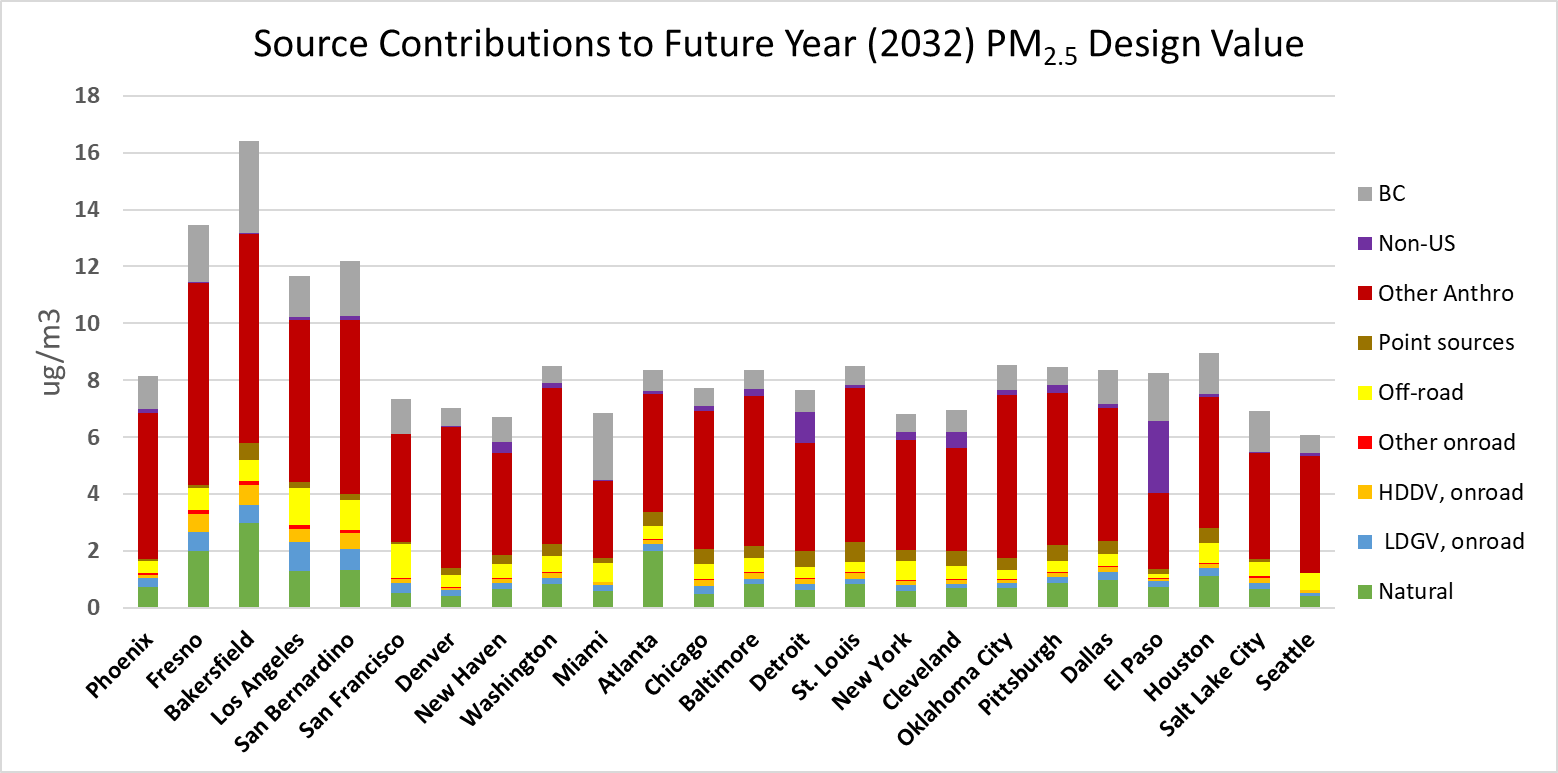 Source Contributions to Future Year (2032) PM2.5 Design Value
18
16
14
12
10
8
6
4
2
0
ug/m3
Phoenix
Fresno
Bakersfield
Los Angeles
San Bernardino
San Francisco
Denver
New Haven
Washington
Miami
Atlanta
Chicago
Baltimore
Detroit
St. Louis
New York
Cleveland
Oklahoma City
Pittsburgh
Dallas
El Paso
Houston
Salt Lake City
Seattle
BC
Non-US
Other Anthro
Point sources
Off-road
Other onroad
HDDV, onroad
LDGV, onroad
Natural